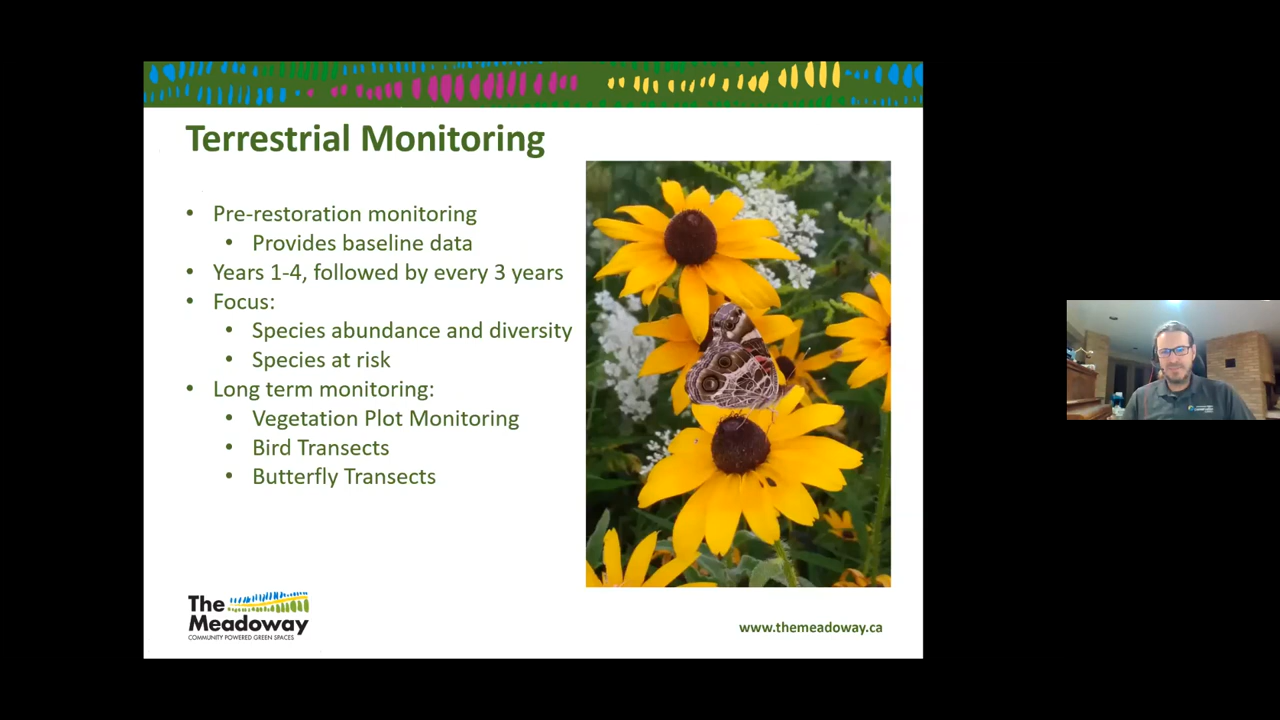 Terrestrial Monitoring
• Pre-restoration monitoring
• Provides baseline data
• Years 1-4, followed by every 3 years
• Focus:
• Species abundance and diversity
• Species at risk
• Long term monitoring:
• Vegetation Plot Monitoring
• Bird Transects
• Butterfly Transects
The
Meadoway
COMMUNITY POWERED GREEN SPACES
www.themeadoway.ca